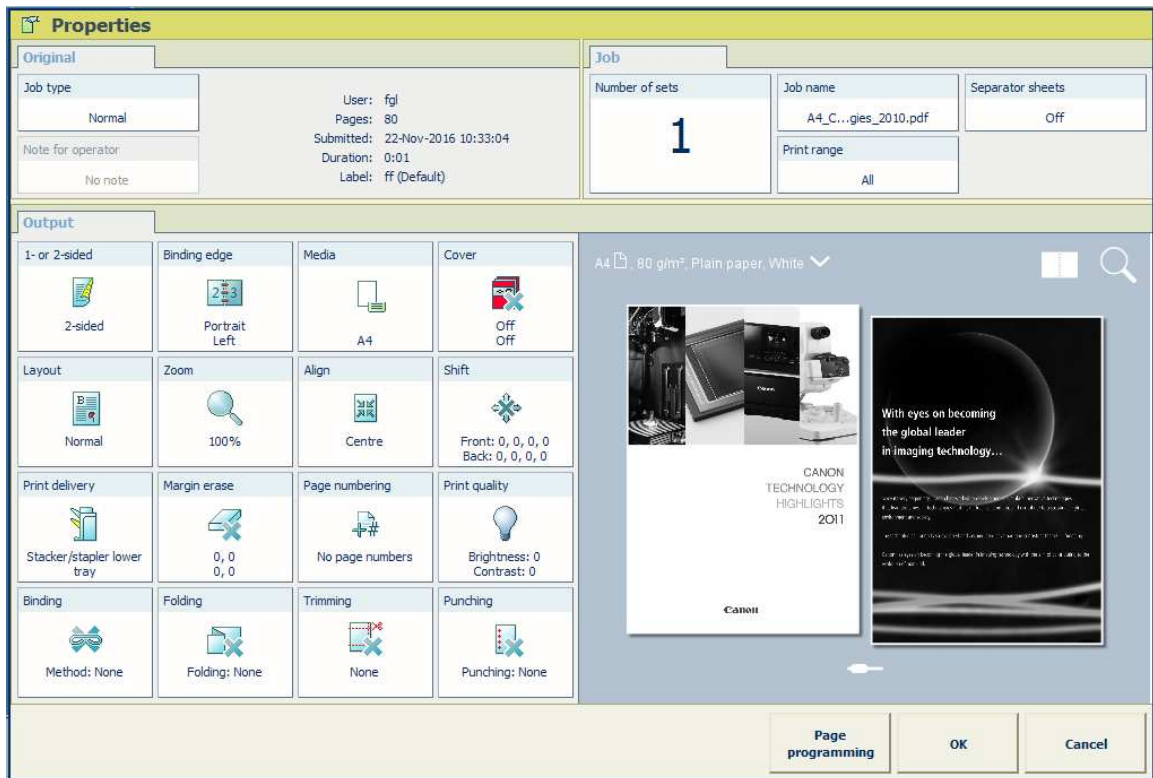 Properties
Original
Job type
Normal
Note for operator
No note
User: fgl
Pages: 80
Submitted: 22-Nov-2016 10:33:04
Duration: 0:01
Label: ff (Default)
Job
Number of sets
1
Job name
A4_C...gies_2010.pdf
Separator sheets
Off
Print range
All
Output
1- or 2-sided
2-sided
Binding edge
2 3
Portrait
Left
Media
A4
Cover
Off
Off
Layout
B
Normal
Zoom
100%
Align
Centre
Shift
Front: 0, 0, 0, 0
Back: 0, 0, 0, 0
Print delivery
Stacker/stapler lower
tray
Margin erase
0, 0
0, 0
Page numbering
#
No page numbers
Print quality
Brightness: 0
Contrast: 0
Binding
Method: None
Folding
Folding: None
Trimming
None
Punching
Punching: None
A4 , 80 g/m², Plain paper, White
CANON
TECHNOLOGY
HIGHLIGHTS
2011
Canon
With eyes on becoming
the global leader
in imaging technology...
Page
programming
OK
Cancel